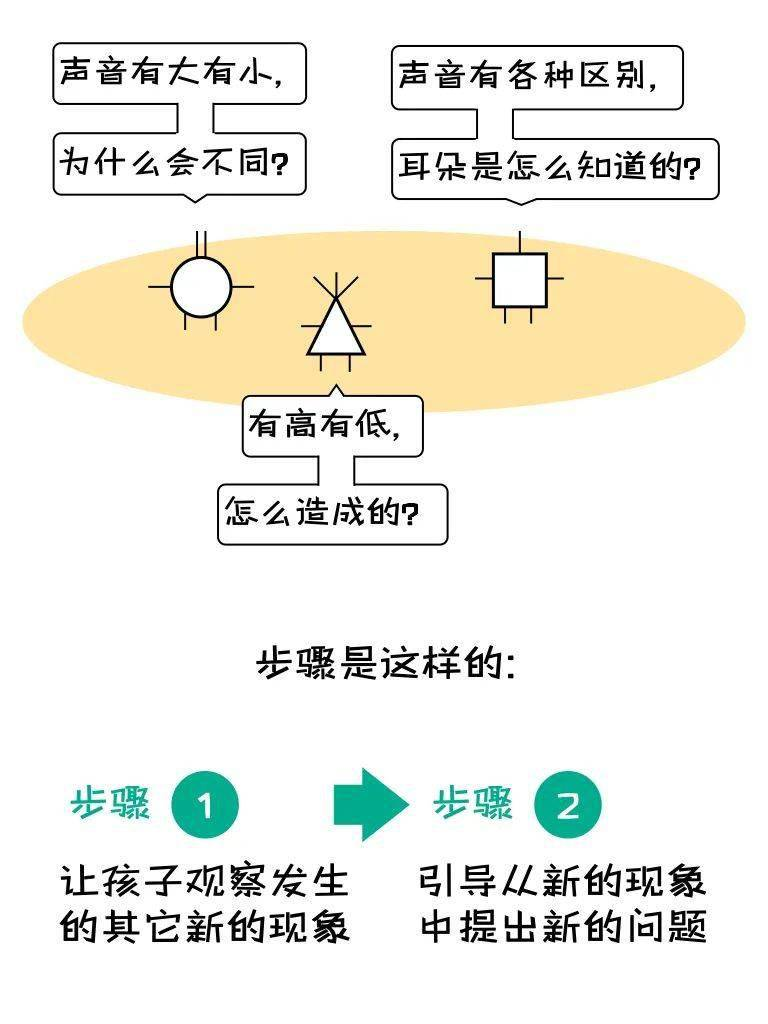 声音有大有小，
为什么会不同？
声音有各种区别，
耳朵是怎么知道的？
有高有低，
怎么造成的？
步骤是这样的：
步骤 1
让孩子观察发生
的其它新的现象
步骤 2
引导从新的现象
中提出新的问题